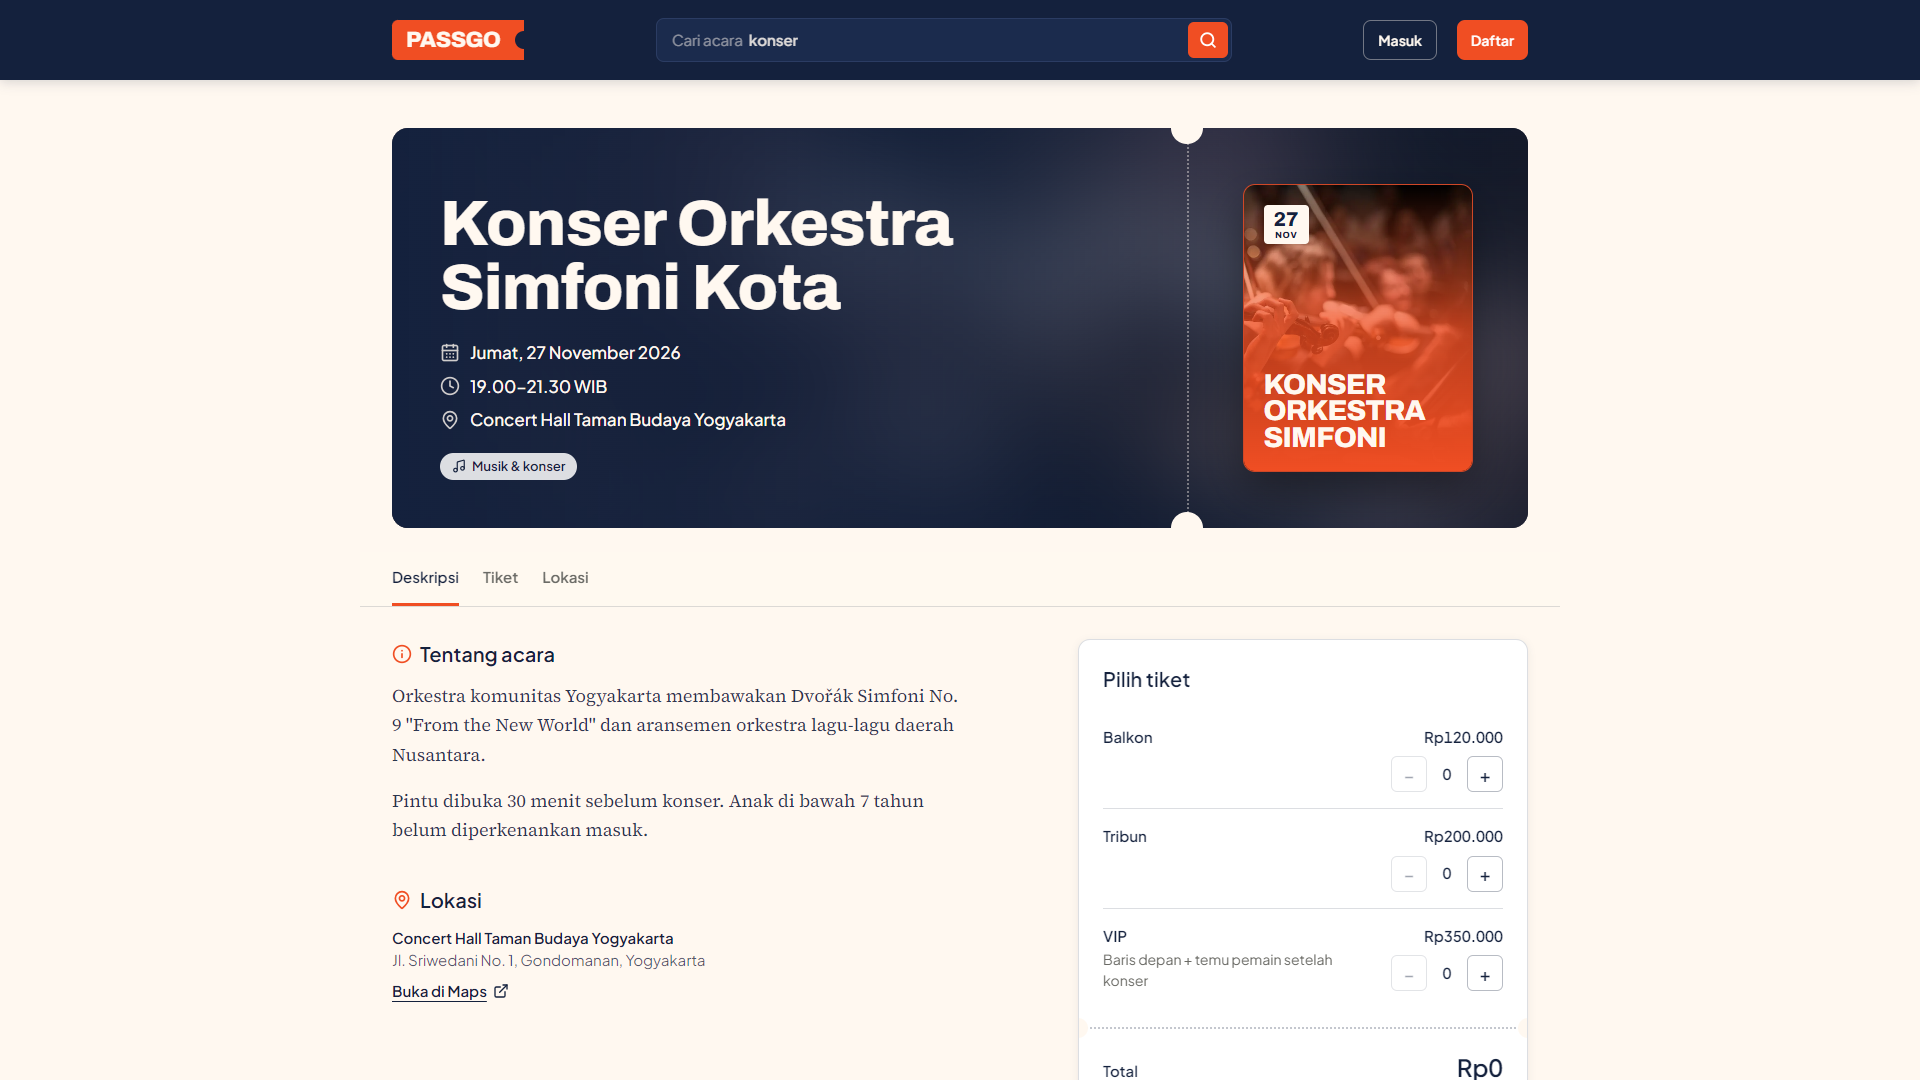 PASSGO
Cari acara konser
Masuk
Daftar
Konser Orkestra
Simfoni Kota
Jumat, 27 November 2026
19.00–21.30 WIB
Concert Hall Taman Budaya Yogyakarta
Musik & konser
27
NOV
KONSER
ORKESTRA
SIMFONI
Deskripsi
Tiket
Lokasi
Tentang acara
Orkestra komunitas Yogyakarta membawakan Dvořák Simfoni No.
9 "From the New World" dan aransemen orkestra lagu-lagu daerah
Nusantara.
Pintu dibuka 30 menit sebelum konser. Anak di bawah 7 tahun
belum diperkenankan masuk.
Lokasi
Concert Hall Taman Budaya Yogyakarta
Jl. Sriwedani No. 1, Gondomanan, Yogyakarta
Buka di Maps
Pilih tiket
Balkon
Rp120.000
– 0 +
Tribun
Rp200.000
– 0 +
VIP
Rp350.000
Baris depan + temu pemain setelah
konser
– 0 +
Total
Rp0